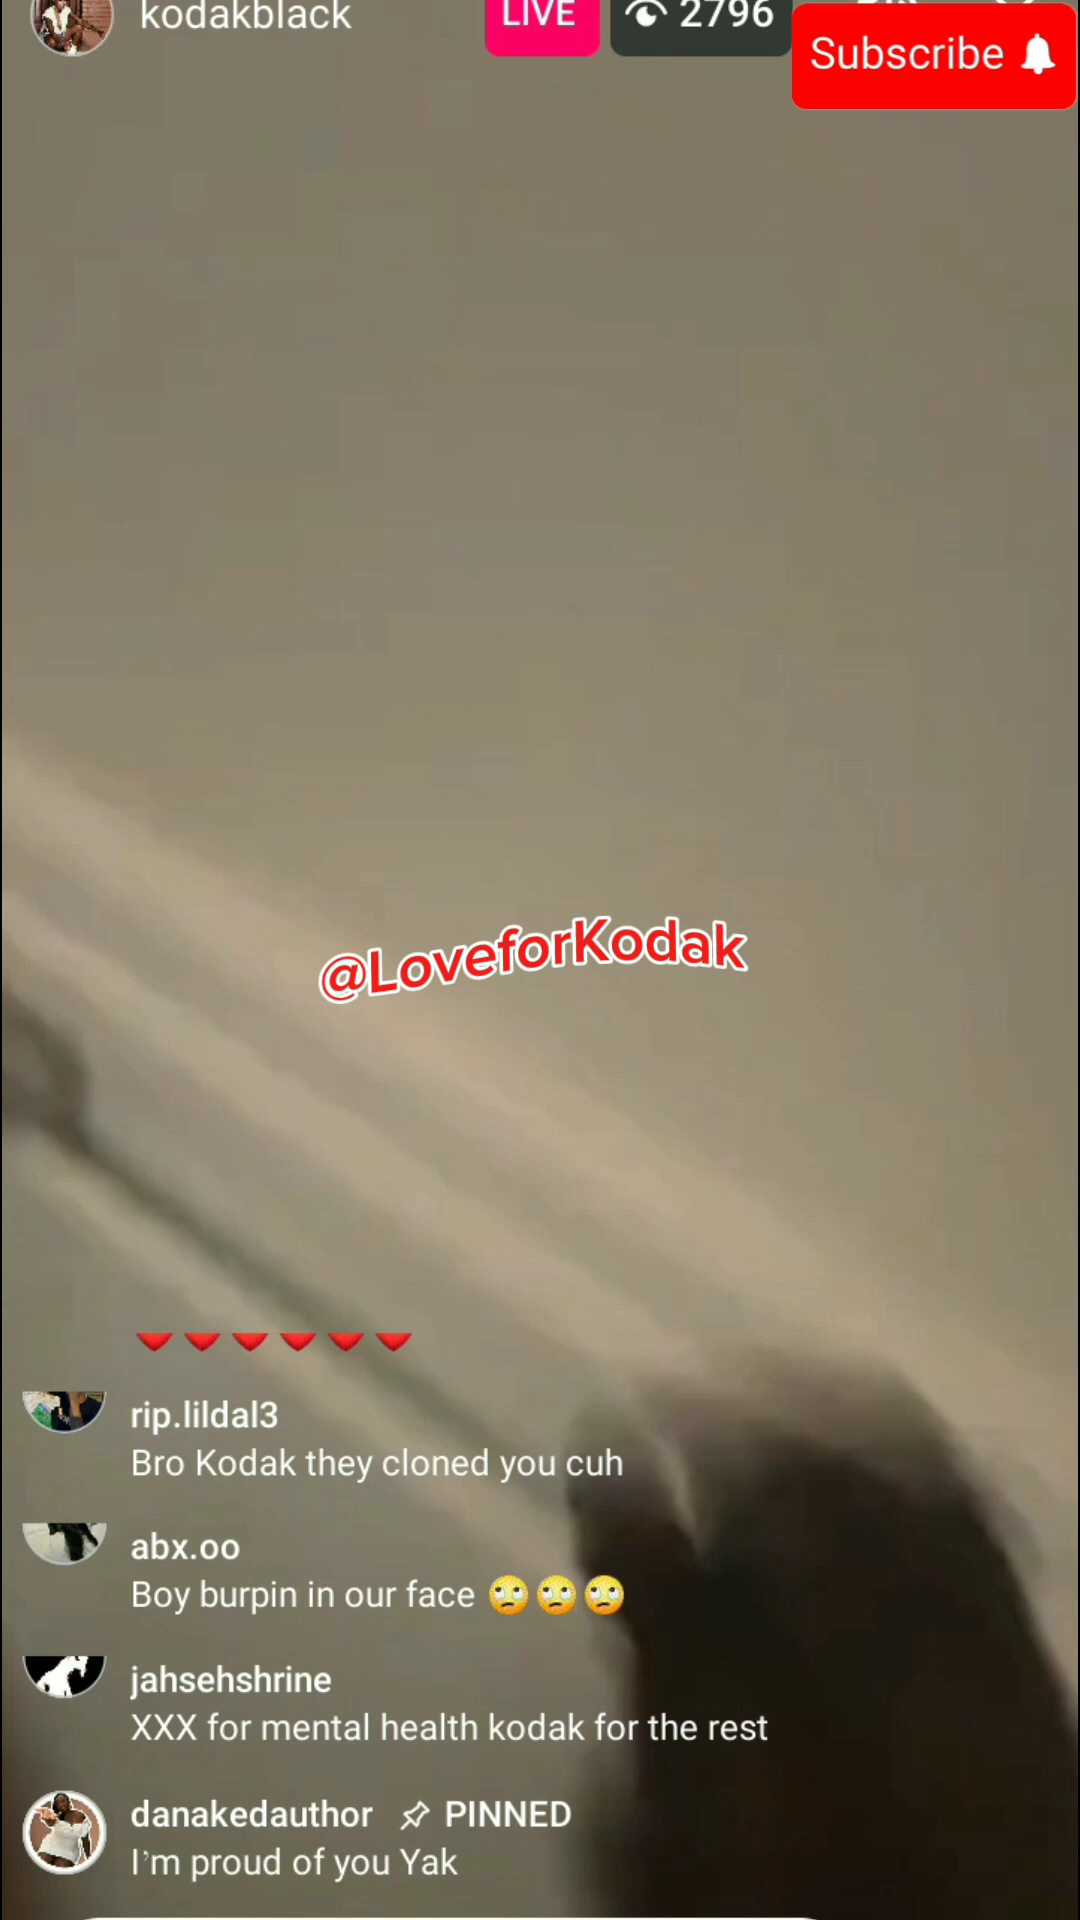 kodakblack
LIVE
2796
Subscribe
@LoveforKodak
rip.lildal3
Bro Kodak they cloned you cuh
abx.oo
Boy burpin in our face 🙄🙄🙄
jahsehshrine
XXX for mental health kodak for the rest
danakedauthor PINNED
I'm proud of you Yak